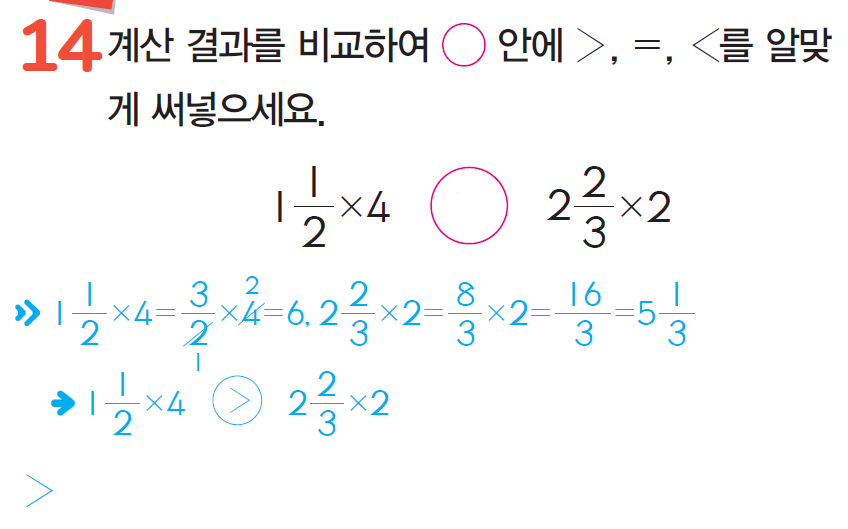 14 계산 결과를 비교하여 ○ 안에 >, =, <를 알맞
게 써넣으세요.
1 1/2 ×4 ○ 2 2/3 ×2
» 1 1/2 ×4= 3/2 1 ×4 2 =6, 2 2/3 ×2= 8/3 ×2= 16/3 =5 1/3
➔ 1 1/2 ×4 > 2 2/3 ×2
>